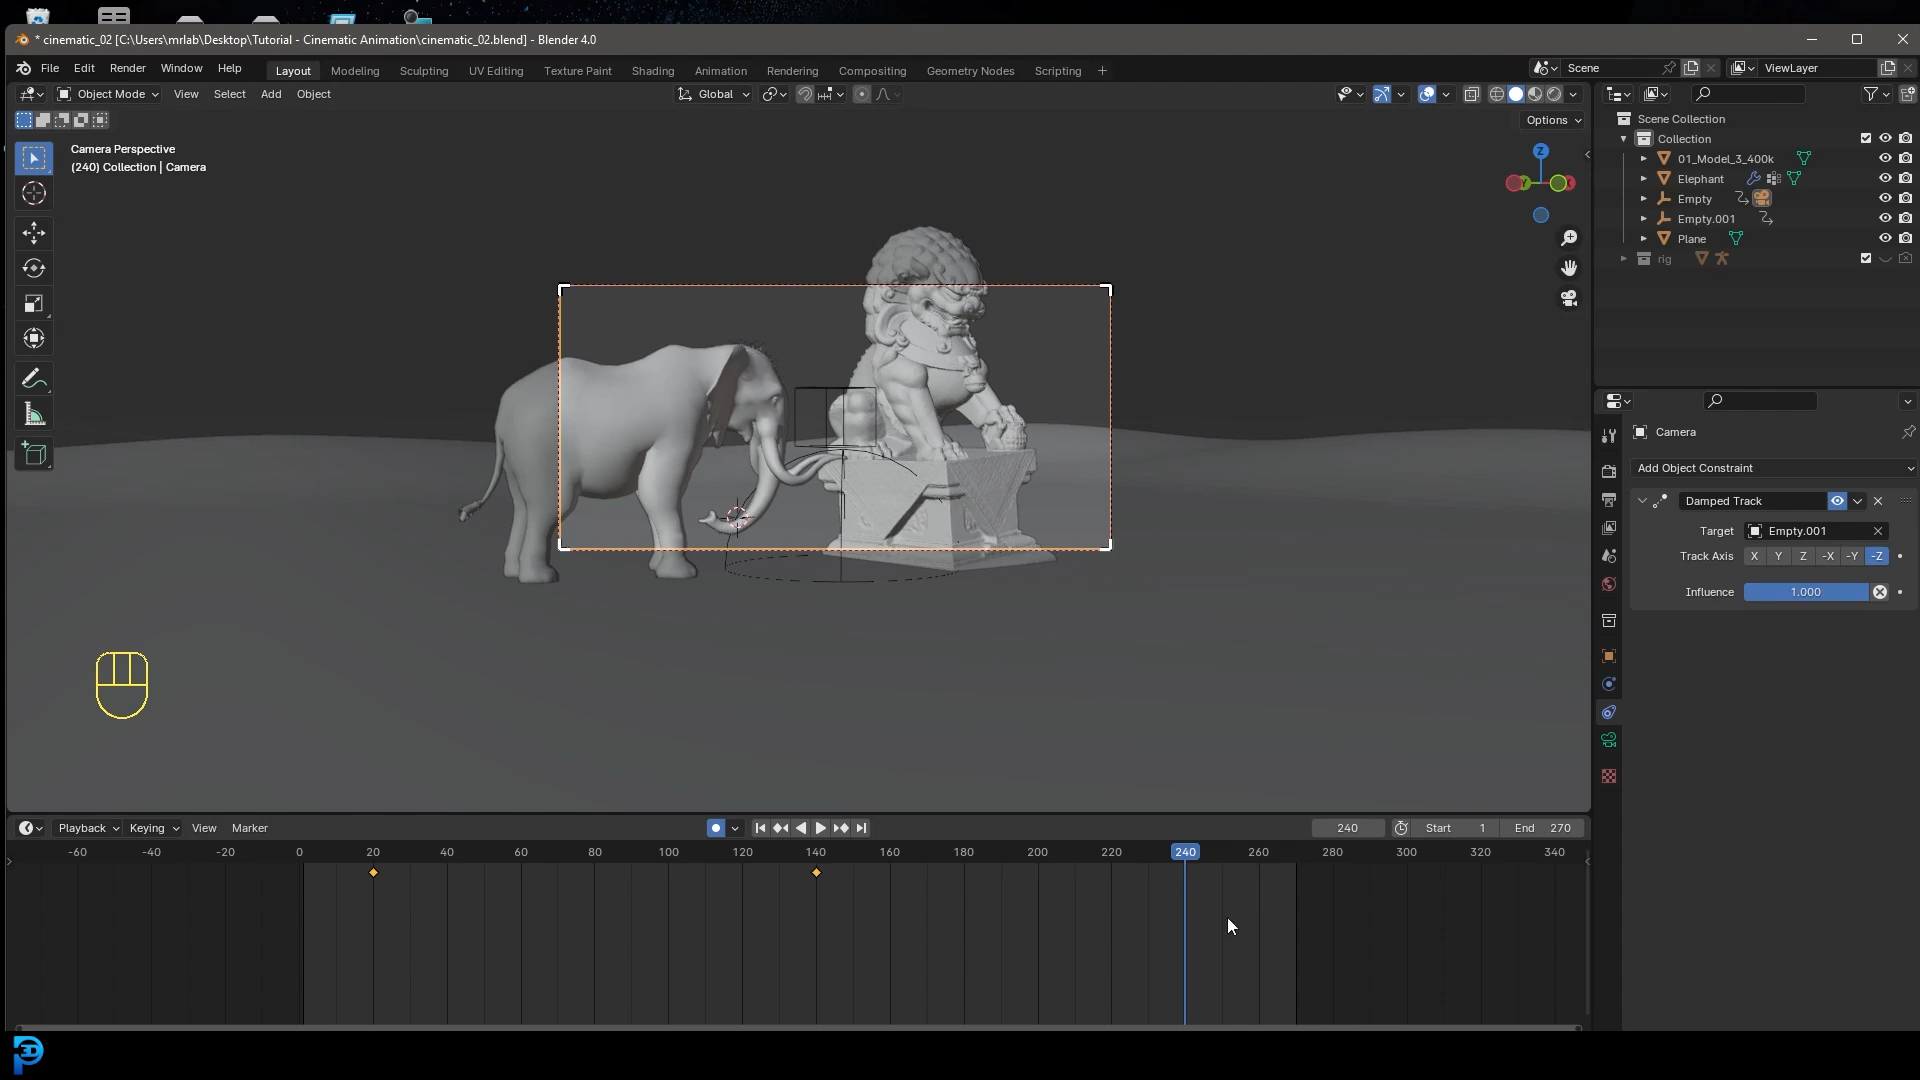 * cinematic_02 [C:\Users\mrlab\Desktop\Tutorial - Cinematic Animation\cinematic_02.blend] - Blender 4.0
File Edit Render Window Help Layout Modeling Sculpting UV Editing Texture Paint Shading Animation Rendering Compositing Geometry Nodes Scripting + Scene ViewLayer
Object Mode View Select Add Object Global
Options
Camera Perspective
(240) Collection | Camera
Z
Y
X
Scene Collection
Collection
01_Model_3_400k
Elephant
Empty
Empty.001
Plane
rig
Camera
Add Object Constraint
Damped Track
Target Empty.001
Track Axis X Y Z -X -Y -Z
Influence 1.000
Playback Keying View Marker 240 Start 1 End 270
-60 -40 -20 0 20 40 60 80 100 120 140 160 180 200 220 240 260 280 300 320 340